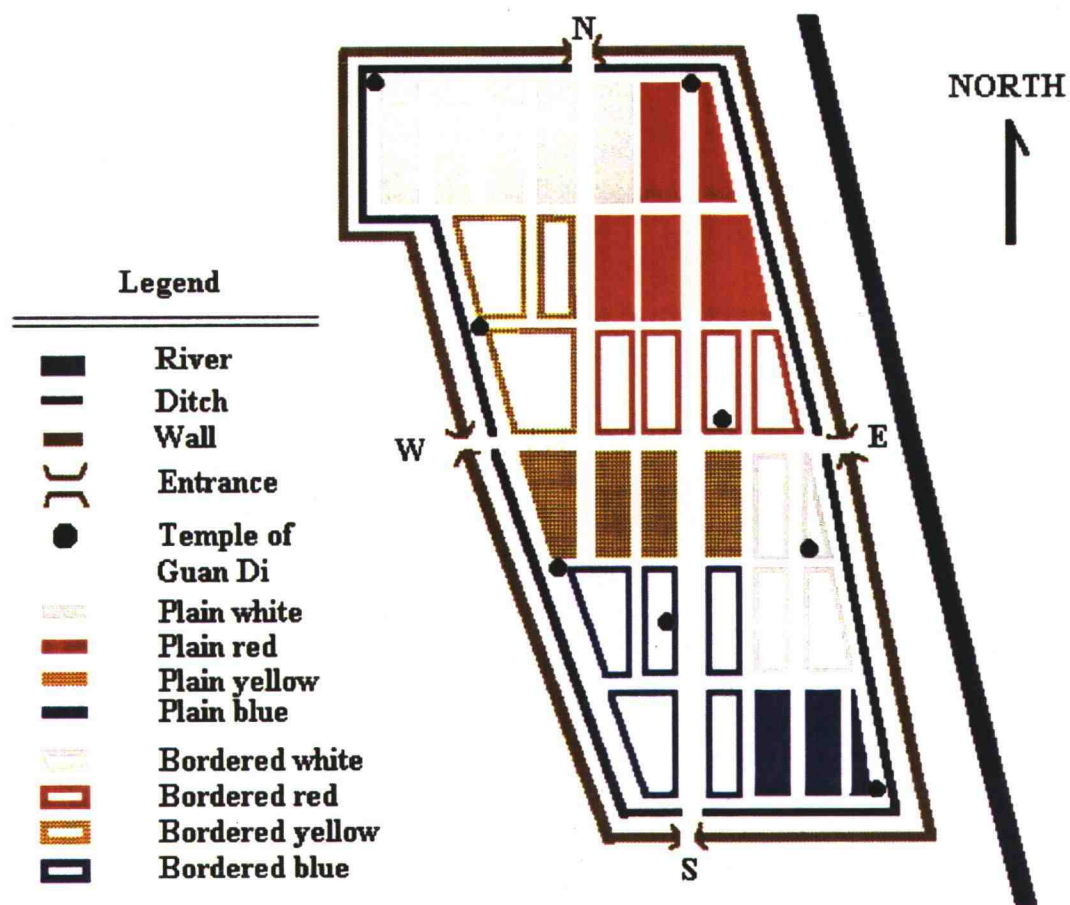 N
NORTH
Legend
River
Ditch
Wall
Entrance
Temple of
Guan Di
Plain white
Plain red
Plain yellow
Plain blue
Bordered white
Bordered red
Bordered yellow
Bordered blue
W
E
S